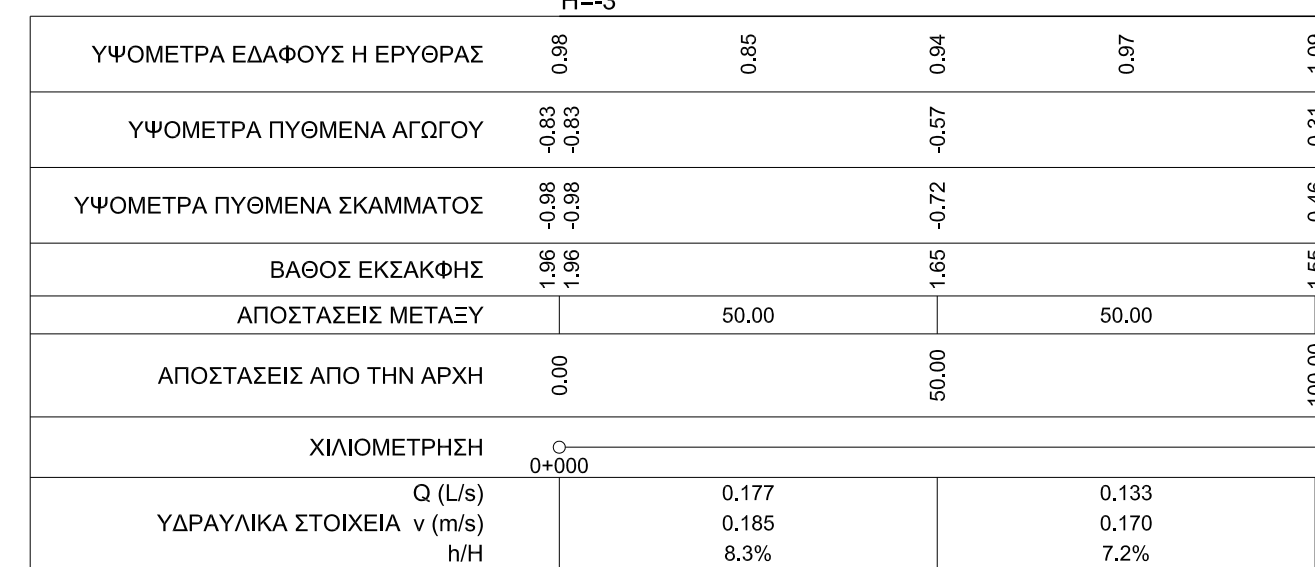 H=-3
ΥΨΟΜΕΤΡΑ ΕΔΑΦΟΥΣ Η ΕΡΥΘΡΑΣ 0.98 0.85 0.94 0.97
ΥΨΟΜΕΤΡΑ ΠΥΘΜΕΝΑ ΑΓΩΓΟΥ -0.83 -0.83 -0.57
ΥΨΟΜΕΤΡΑ ΠΥΘΜΕΝΑ ΣΚΑΜΜΑΤΟΣ -0.98 -0.98 -0.72
ΒΑΘΟΣ ΕΚΣΑΚΦΗΣ 1.96 1.96 1.65
ΑΠΟΣΤΑΣΕΙΣ ΜΕΤΑΞΥ 50.00 50.00
ΑΠΟΣΤΑΣΕΙΣ ΑΠΟ ΤΗΝ ΑΡΧΗ 0.00 50.00 100.00
ΧΙΛΙΟΜΕΤΡΗΣΗ
0+000
Q (L/s) 0.177 0.133
ΥΔΡΑΥΛΙΚΑ ΣΤΟΙΧΕΙΑ v (m/s) 0.185 0.170
h/H 8.3% 7.2%